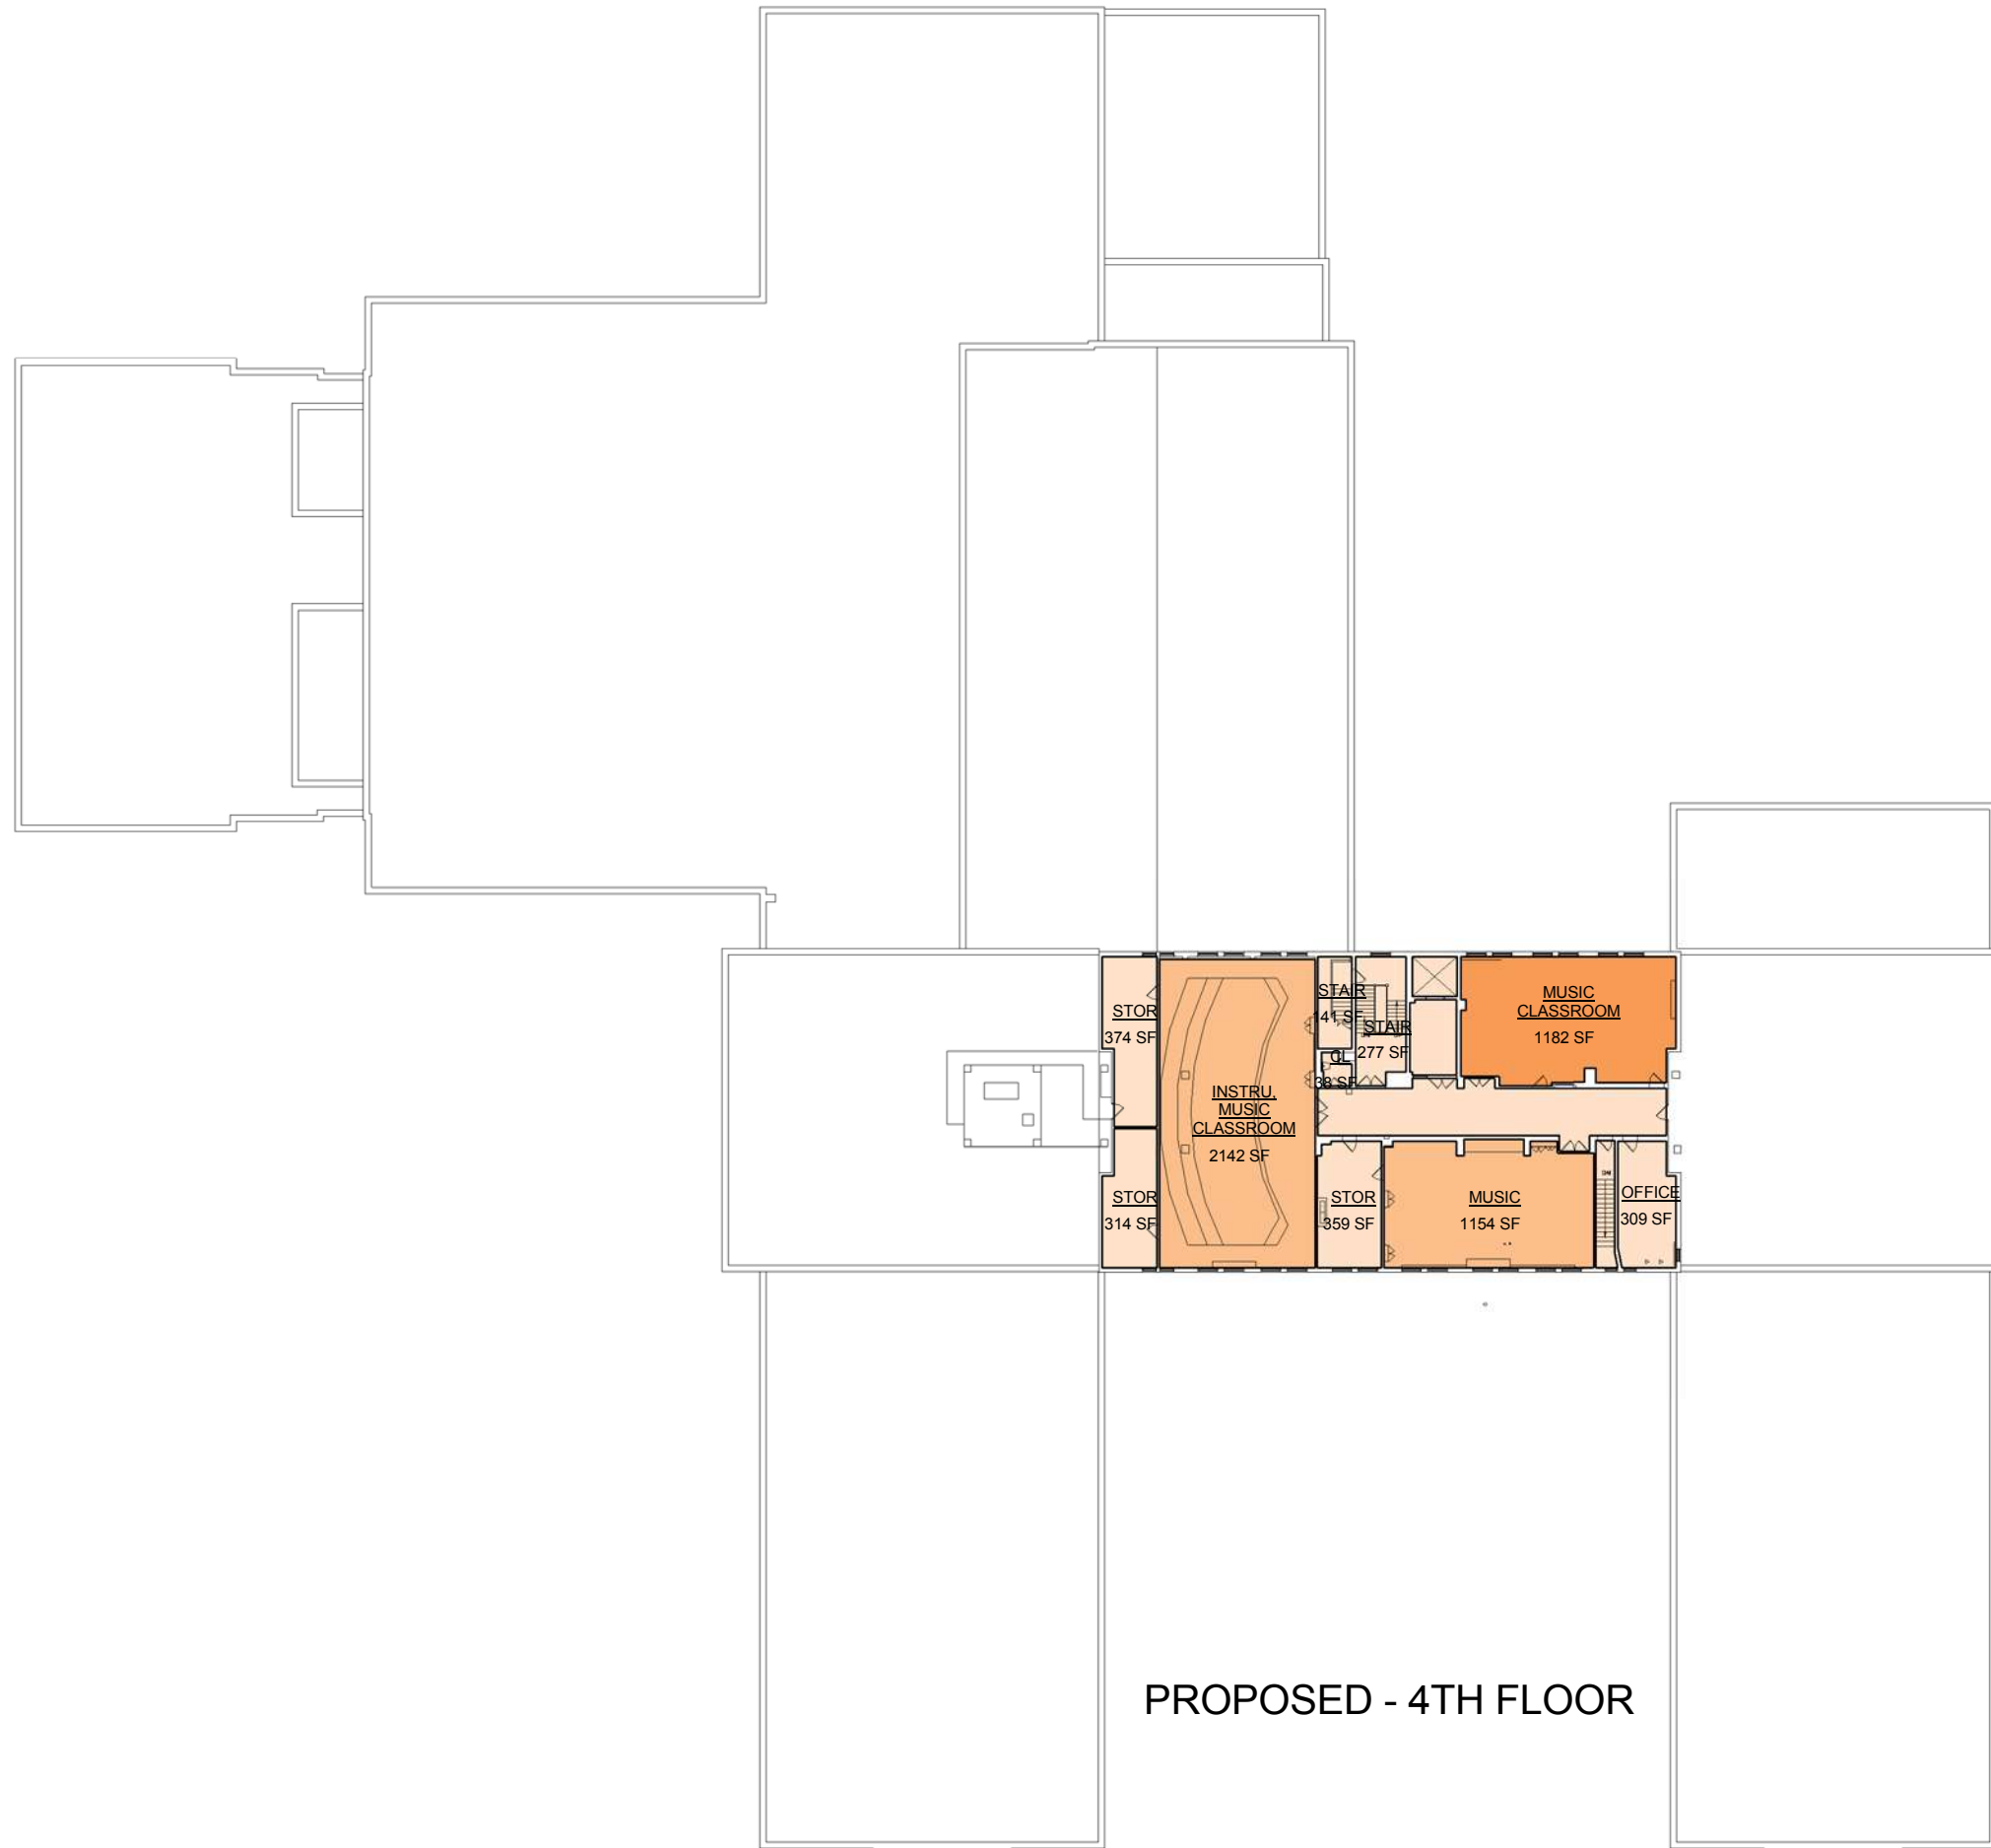 STAIR
141 SF
MUSIC
CLASSROOM
1182 SF
STOR
374 SF
STAIR
277 SF
CL
38 SF
INSTRU.
MUSIC
CLASSROOM
2142 SF
STOR
314 SF
STOR
359 SF
MUSIC
1154 SF
OFFICE
309 SF
PROPOSED - 4TH FLOOR